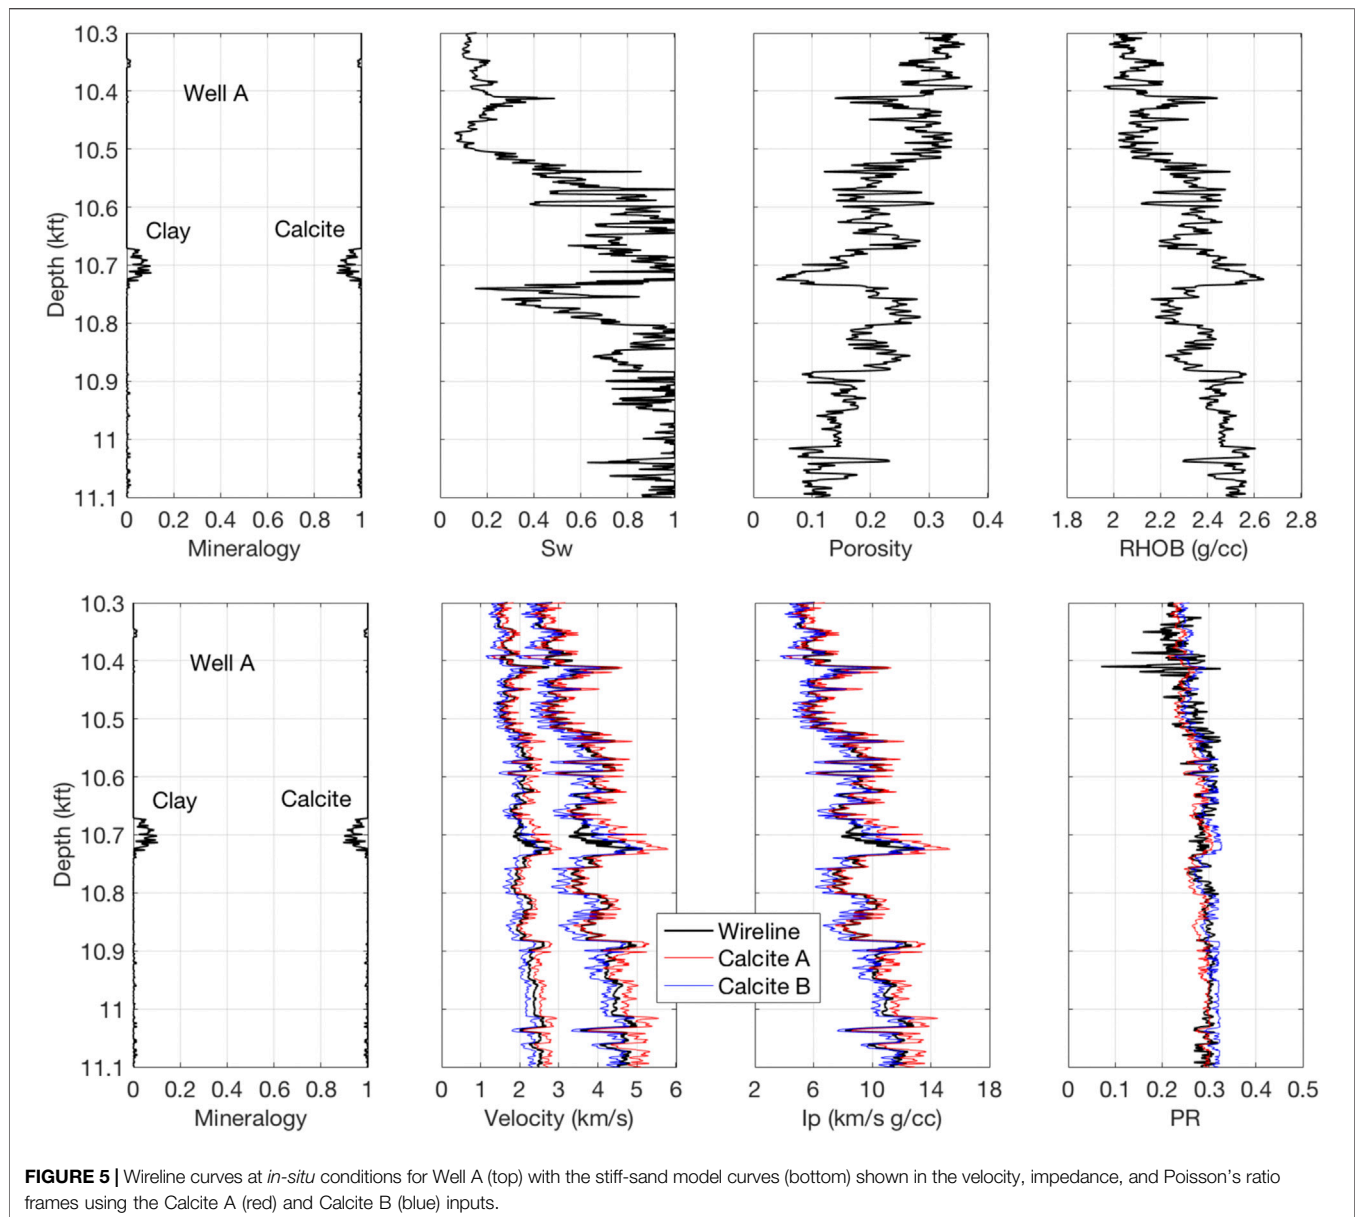 10.3
10.4
10.5
10.6
10.7
10.8
10.9
11
11.1
Depth (kft)
Well A
Clay
Calcite
0 0.2 0.4 0.6 0.8 1
Mineralogy
0 0.2 0.4 0.6 0.8 1
Sw
0 0.1 0.2 0.3 0.4
Porosity
1.8 2 2.2 2.4 2.6 2.8
RHOB (g/cc)
10.3
10.4
10.5
10.6
10.7
10.8
10.9
11
11.1
Depth (kft)
Well A
Clay
Calcite
0 0.2 0.4 0.6 0.8 1
Mineralogy
0 1 2 3 4 5 6
Velocity (km/s)
Wireline
Calcite A
Calcite B
2 6 10 14 18
Ip (km/s g/cc)
0 0.1 0.2 0.3 0.4 0.5
PR
FIGURE 5 | Wireline curves at in-situ conditions for Well A (top) with the stiff-sand model curves (bottom) shown in the velocity, impedance, and Poisson's ratio
frames using the Calcite A (red) and Calcite B (blue) inputs.